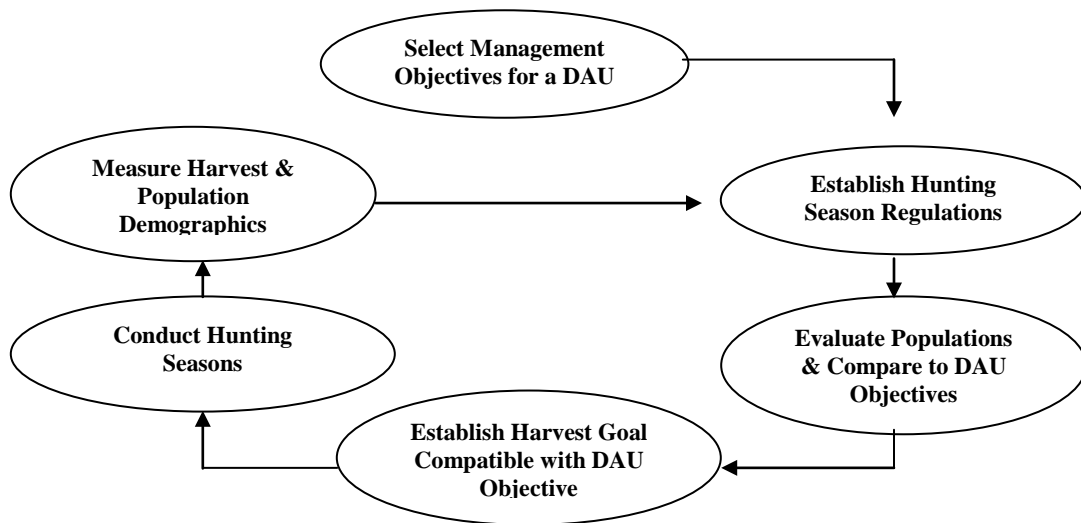 Select Management
Objectives for a DAU
Measure Harvest &
Population
Demographics
Establish Hunting
Season Regulations
Conduct Hunting
Seasons
Evaluate Populations
& Compare to DAU
Objectives
Establish Harvest Goal
Compatible with DAU
Objective